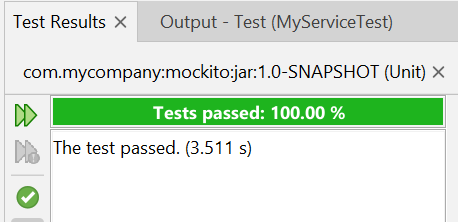 Test Results
Output - Test (MyServiceTest)
com.mycompany:mockito:jar:1.0-SNAPSHOT (Unit)
Tests passed: 100.00 %
The test passed. (3.511 s)